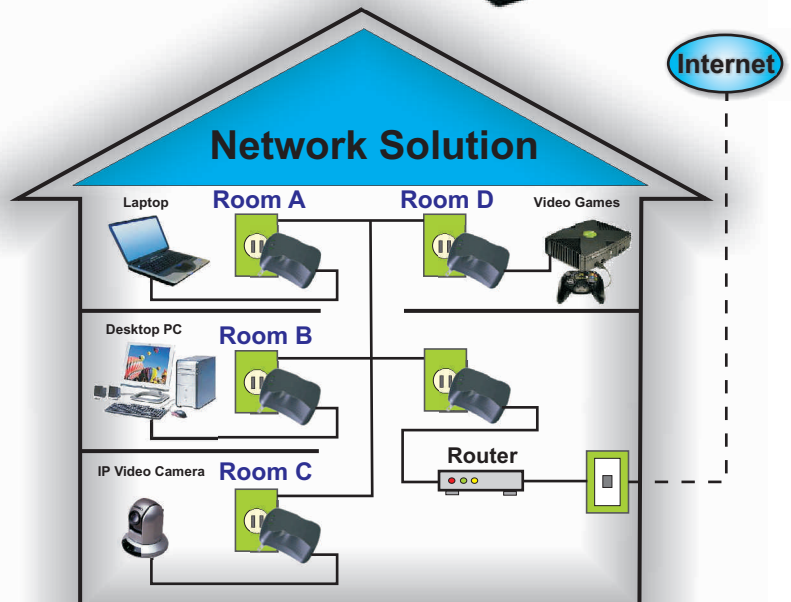 Internet
Network Solution
Laptop
Room A
Room D
Video Games
Desktop PC
Room B
IP Video Camera
Room C
Router